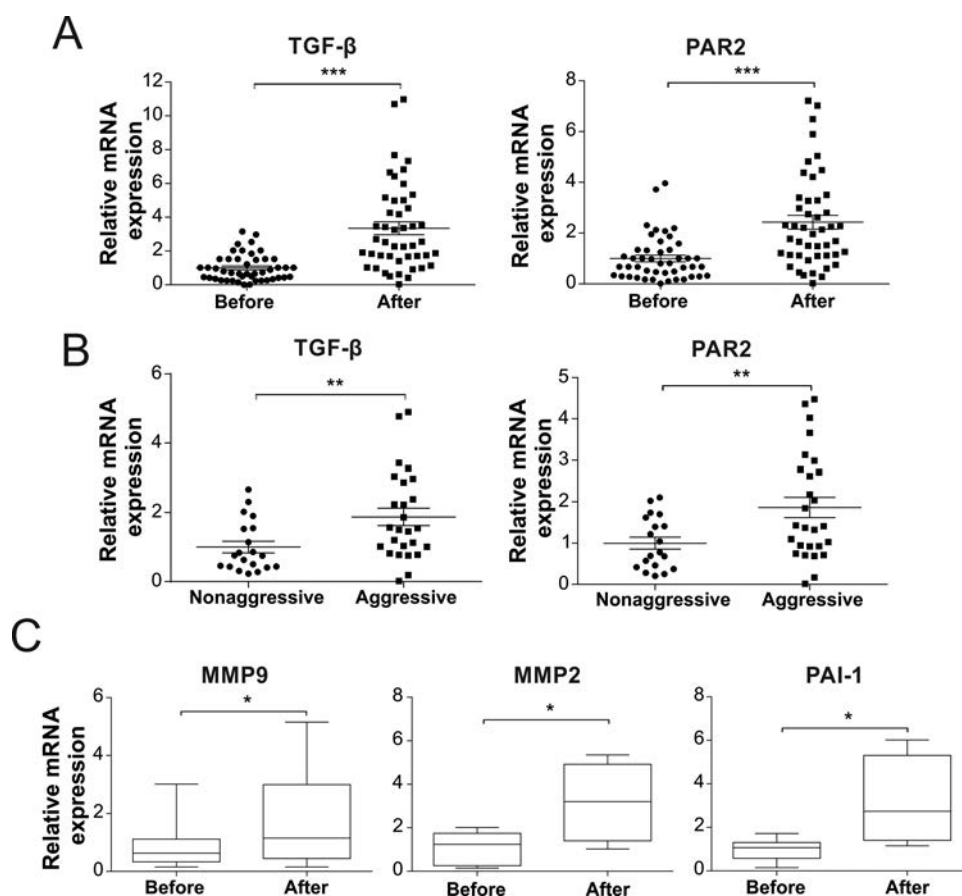 A
TGF-β
PAR2
***
***
Relative mRNA
expression
12
10
8
6
4
2
0
Before
After
Relative mRNA
expression
8
6
4
2
0
Before
After
B
TGF-β
PAR2
**
**
Relative mRNA
expression
6
4
2
0
Nonaggressive
Aggressive
Relative mRNA
expression
5
4
3
2
1
0
Nonaggressive
Aggressive
C
MMP9
MMP2
PAI-1
*
*
*
Relative mRNA
expression
6
4
2
0
Before
After
8
6
4
2
0
Before
After
8
6
4
2
0
Before
After